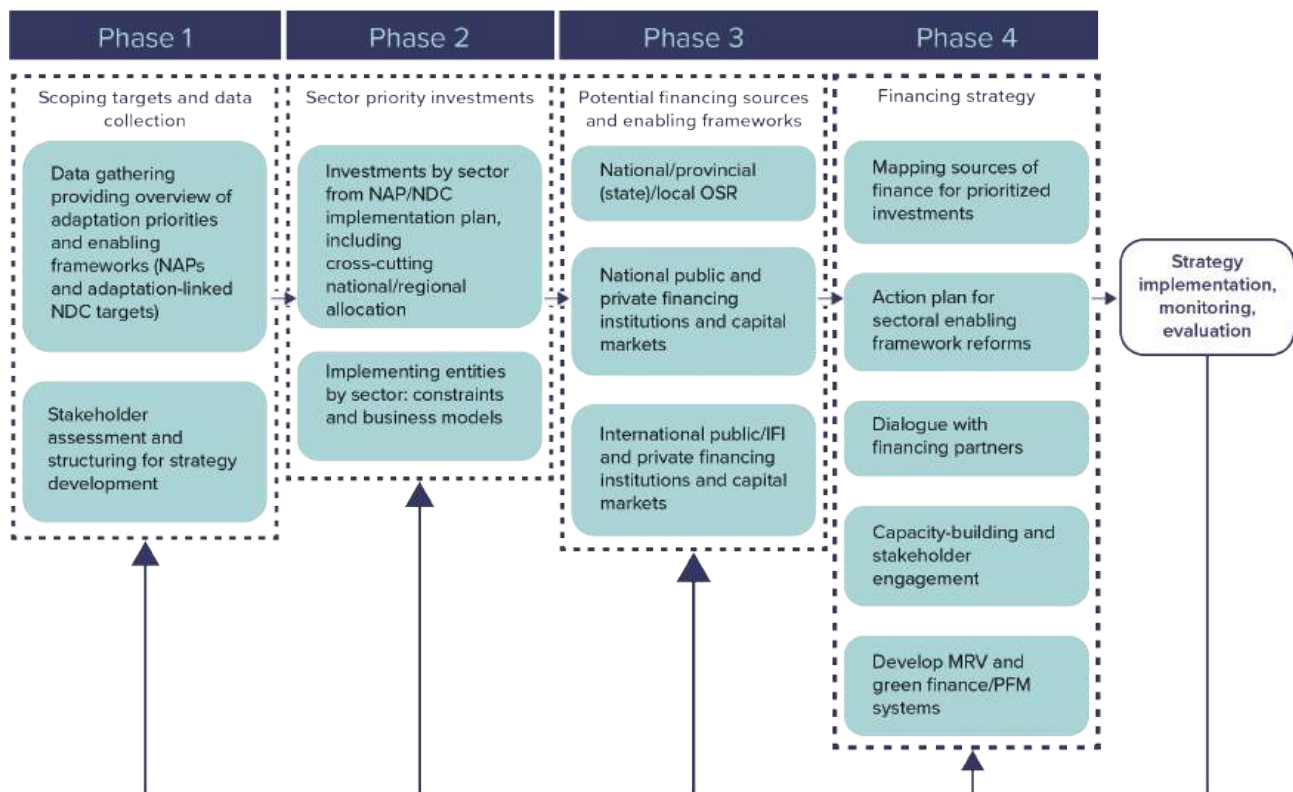 Phase 1
Phase 2
Phase 3
Phase 4
Scoping targets and data
collection
Data gathering
providing overview of
adaptation priorities
and enabling
frameworks (NAPs
and adaptation-linked
NDC targets)
Stakeholder
assessment and
structuring for strategy
development
Sector priority investments
Investments by sector
from NAP/NDC
implementation plan,
including
cross-cutting
national/regional
allocation
Implementing entities
by sector: constraints
and business models
Potential financing sources
and enabling frameworks
National/provincial
(state)/local OSR
National public and
private financing
institutions and capital
markets
International public/IFI
and private financing
institutions and capital
markets
Financing strategy
Mapping sources of
finance for prioritized
investments
Action plan for
sectoral enabling
framework reforms
Dialogue with
financing partners
Capacity-building and
stakeholder
engagement
Develop MRV and
green finance/PFM
systems
Strategy
implementation,
monitoring,
evaluation